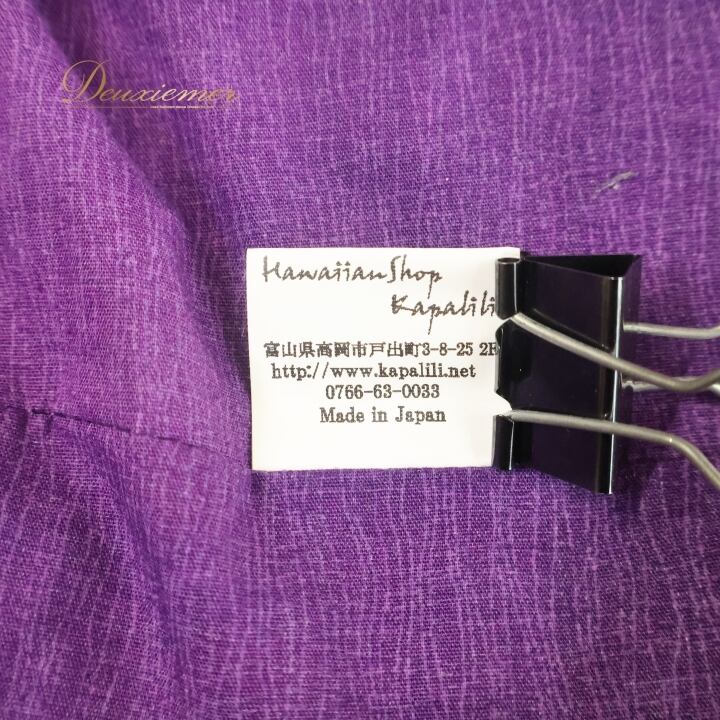 Deuxiemer
HawaiianShop
Kapalili
富山県高岡市戸出町3-8-25 2F
http://www.kapalili.net
0766-63-0033
Made in Japan